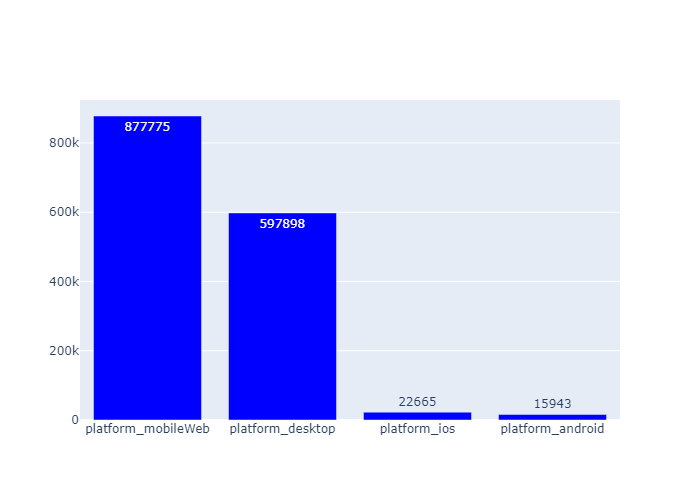 877775
800k
597898
600k
400k
200k
22665
15943
0
platform_mobileWeb platform_desktop platform_ios platform_android